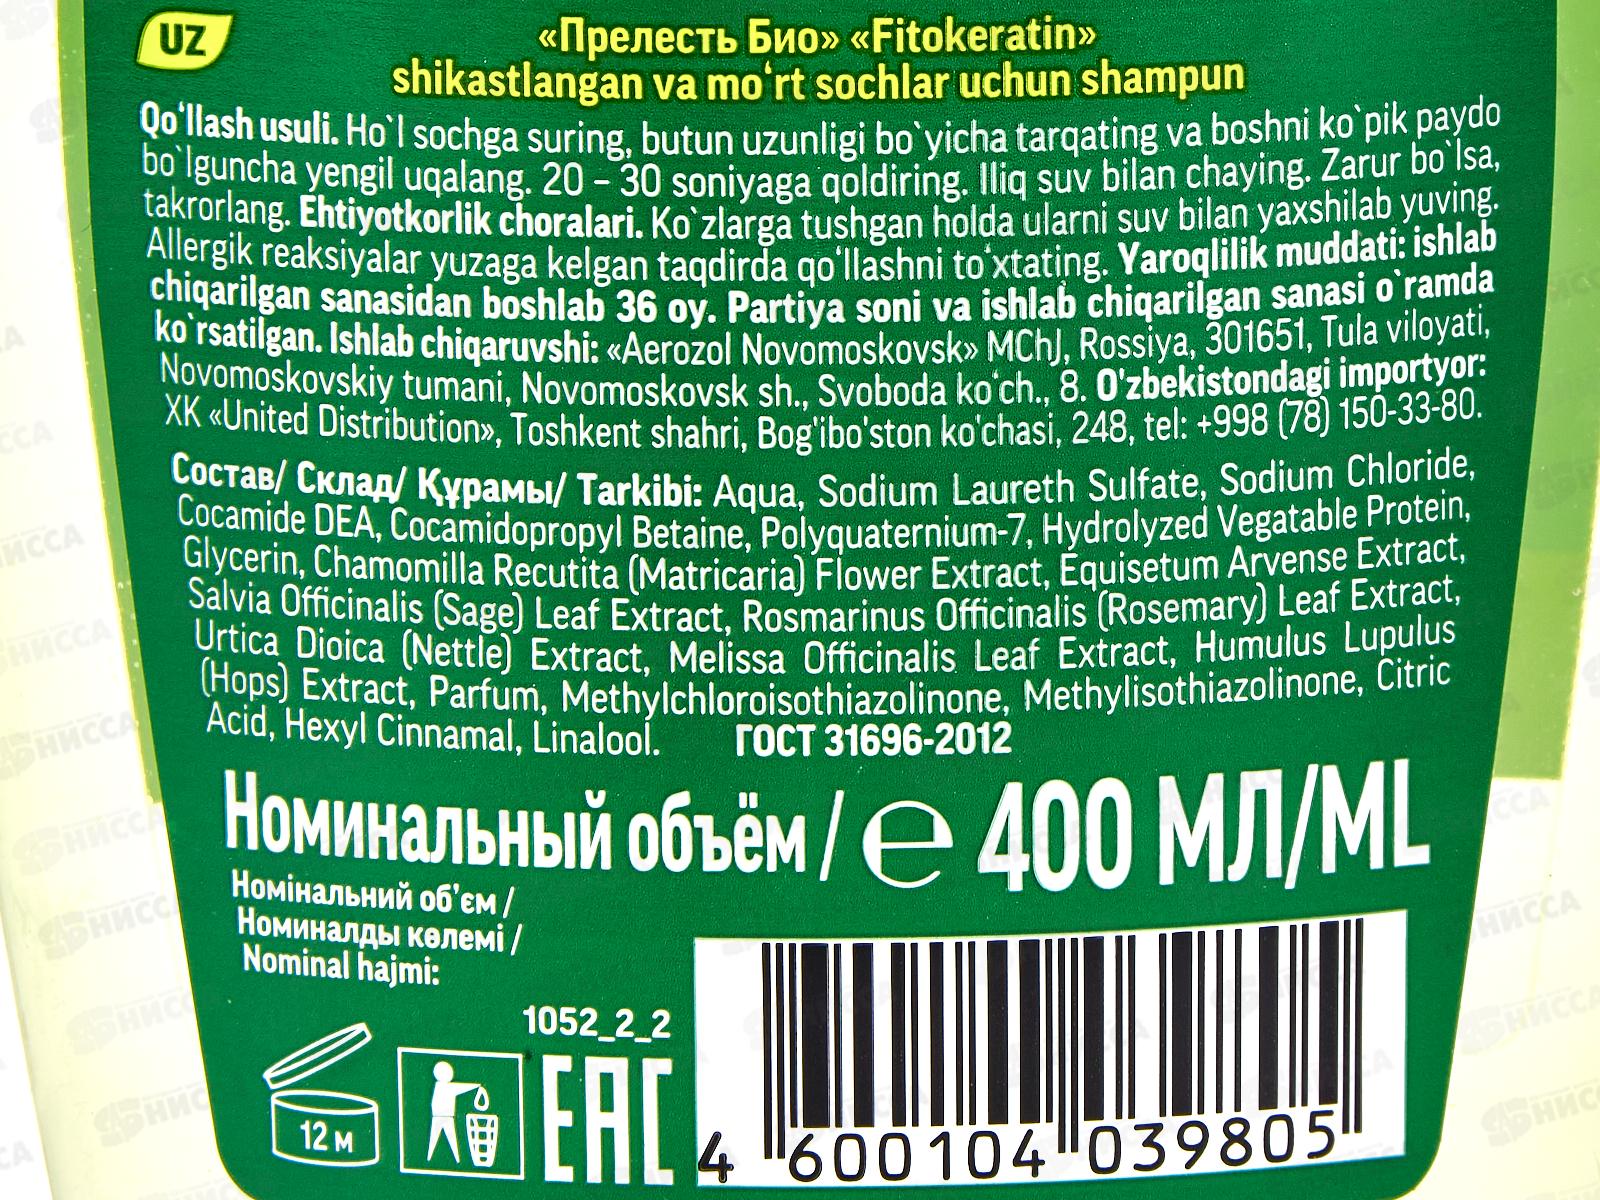 UZ
«Прелесть Био» «Fitokeratin»
shikastlangan va mo‘rt sochlar uchun shampun
Qo‘llash usuli. Ho`l sochga suring, butun uzunligi bo`yicha tarqating va boshni ko`pik paydo
bo`lguncha yengil uqalang. 20 – 30 soniyaga qoldiring. Iliq suv bilan chaying. Zarur bo`lsa,
takrorlang. Ehtiyotkorlik choralari. Ko`zlarga tushgan holda ularni suv bilan yaxshilab yuving.
Allergik reaksiyalar yuzaga kelgan taqdirda qo‘llashni to‘xtating. Yaroqlilik muddati: ishlab
chiqarilgan sanasidan boshlab 36 oy. Partiya soni va ishlab chiqarilgan sanasi o`ramda
ko`rsatilgan. Ishlab chiqaruvshi: «Aerozol Novomoskovsk» MChJ, Rossiya, 301651, Tula viloyati,
Novomoskovskiy tumani, Novomoskovsk sh., Svoboda ko‘ch., 8. O'zbekistondagi importyor:
XK «United Distribution», Toshkent shahri, Bog'ibo'ston ko'chasi, 248, tel: +998 (78) 150-33-80.
Состав/ Склад/ Құрамы/ Tarkibi: Aqua, Sodium Laureth Sulfate, Sodium Chloride,
Cocamide DEA, Cocamidopropyl Betaine, Polyquaternium-7, Hydrolyzed Vegatable Protein,
Glycerin, Chamomilla Recutita (Matricaria) Flower Extract, Equisetum Arvense Extract,
Salvia Officinalis (Sage) Leaf Extract, Rosmarinus Officinalis (Rosemary) Leaf Extract,
Urtica Dioica (Nettle) Extract, Melissa Officinalis Leaf Extract, Humulus Lupulus
(Hops) Extract, Parfum, Methylchloroisothiazolinone, Methylisothiazolinone, Citric
Acid, Hexyl Cinnamal, Linalool. ГОСТ 31696-2012
Номинальный объём / ℮ 400 МЛ/ML
Номінальний об'єм /
Номиналды көлемі /
Nominal hajmi:
1052_2_2
12 м
EAC
4 600104 039805